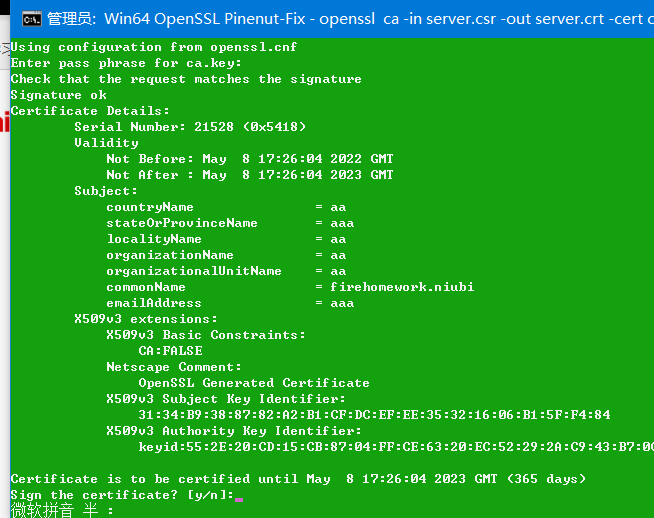 管理员: Win64 OpenSSL Pinenut-Fix - openssl ca -in server.csr -out server.crt -cert c
Using configuration from openssl.cnf
Enter pass phrase for ca.key:
Check that the request matches the signature
Signature ok
Certificate Details:
Serial Number: 21528 (0x5418)
Validity
Not Before: May  8 17:26:04 2022 GMT
Not After : May  8 17:26:04 2023 GMT
Subject:
countryName = aa
stateOrProvinceName = aaa
localityName = aa
organizationName = aa
organizationalUnitName = aa
commonName = firehomework.niubi
emailAddress = aaa
X509v3 extensions:
X509v3 Basic Constraints:
CA:FALSE
Netscape Comment:
OpenSSL Generated Certificate
X509v3 Subject Key Identifier:
31:34:B9:38:87:82:A2:B1:CF:DC:EF:EE:35:32:16:06:B1:5F:F4:84
X509v3 Authority Key Identifier:
keyid:55:2E:20:CD:15:CB:87:04:FF:CE:63:20:EC:52:29:2A:C9:43:B7:0
Certificate is to be certified until May  8 17:26:04 2023 GMT (365 days)
Sign the certificate? [y/n]:
微软拼音 半 :